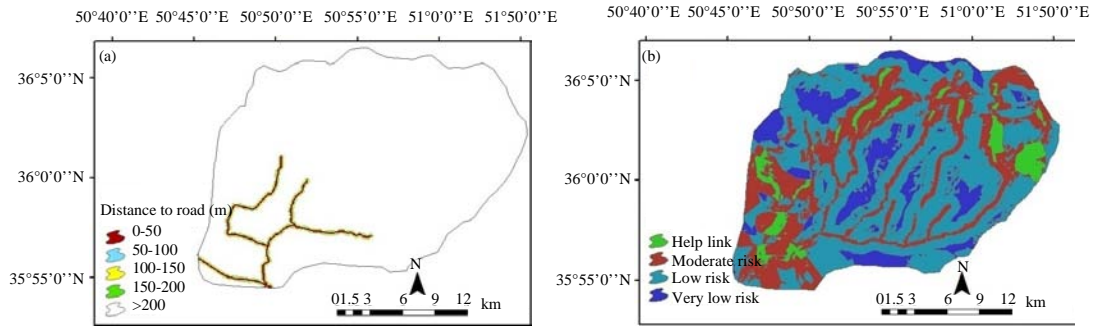 50°40'0''E 50°45'0''E 50°50'0''E 50°55'0''E 51°0'0''E 51°50'0''E
(a)
36°5'0''N
36°0'0''N
35°55'0''N
Distance to road (m)
0-50
50-100
100-150
150-200
>200
N
01.5 3 6 9 12 km
50°40'0''E 50°45'0''E 50°50'0''E 50°55'0''E 51°0'0''E 51°50'0''E
(b)
36°5'0''N
36°0'0''N
35°55'0''N
Help link
Moderate risk
Low risk
Very low risk
N
01.5 3 6 9 12 km